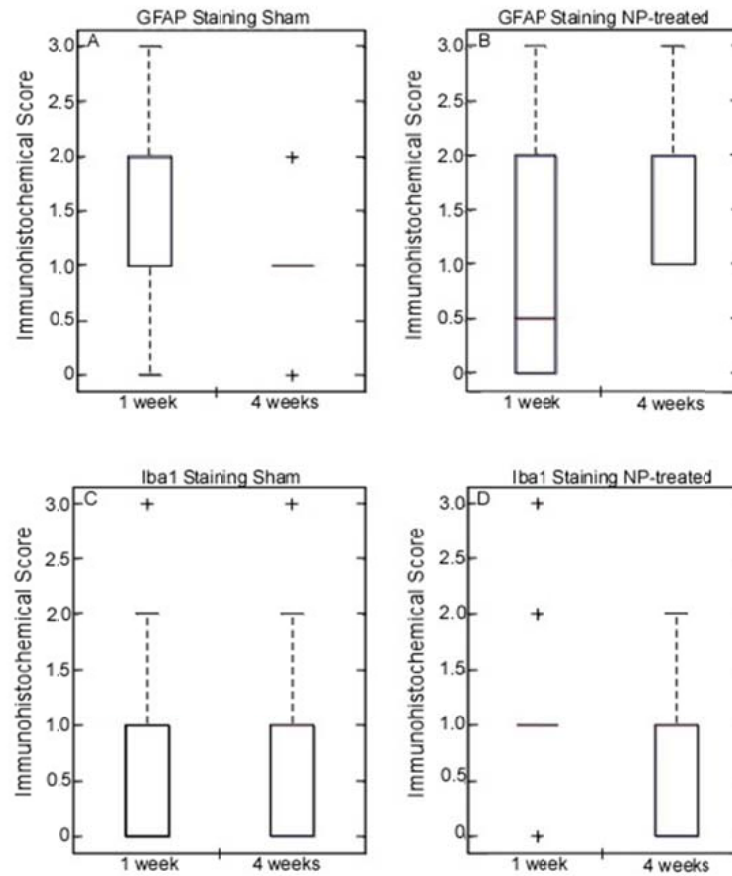 GFAP Staining Sham
A
Immunohistochemical Score
3.0
2.5
2.0
1.5
1.0
0.5
0
1 week
4 weeks
GFAP Staining NP-treated
B
Immunohistochemical Score
3.0
2.5
2.0
1.5
1.0
0.5
0
1 week
4 weeks
Iba1 Staining Sham
C
Immunohistochemical Score
3.0
2.5
2.0
1.5
1.0
0.5
0
1 week
4 weeks
Iba1 Staining NP-treated
D
Immunohistochemical Score
3.0
2.5
2.0
1.5
1.0
0.5
0
1 week
4 weeks